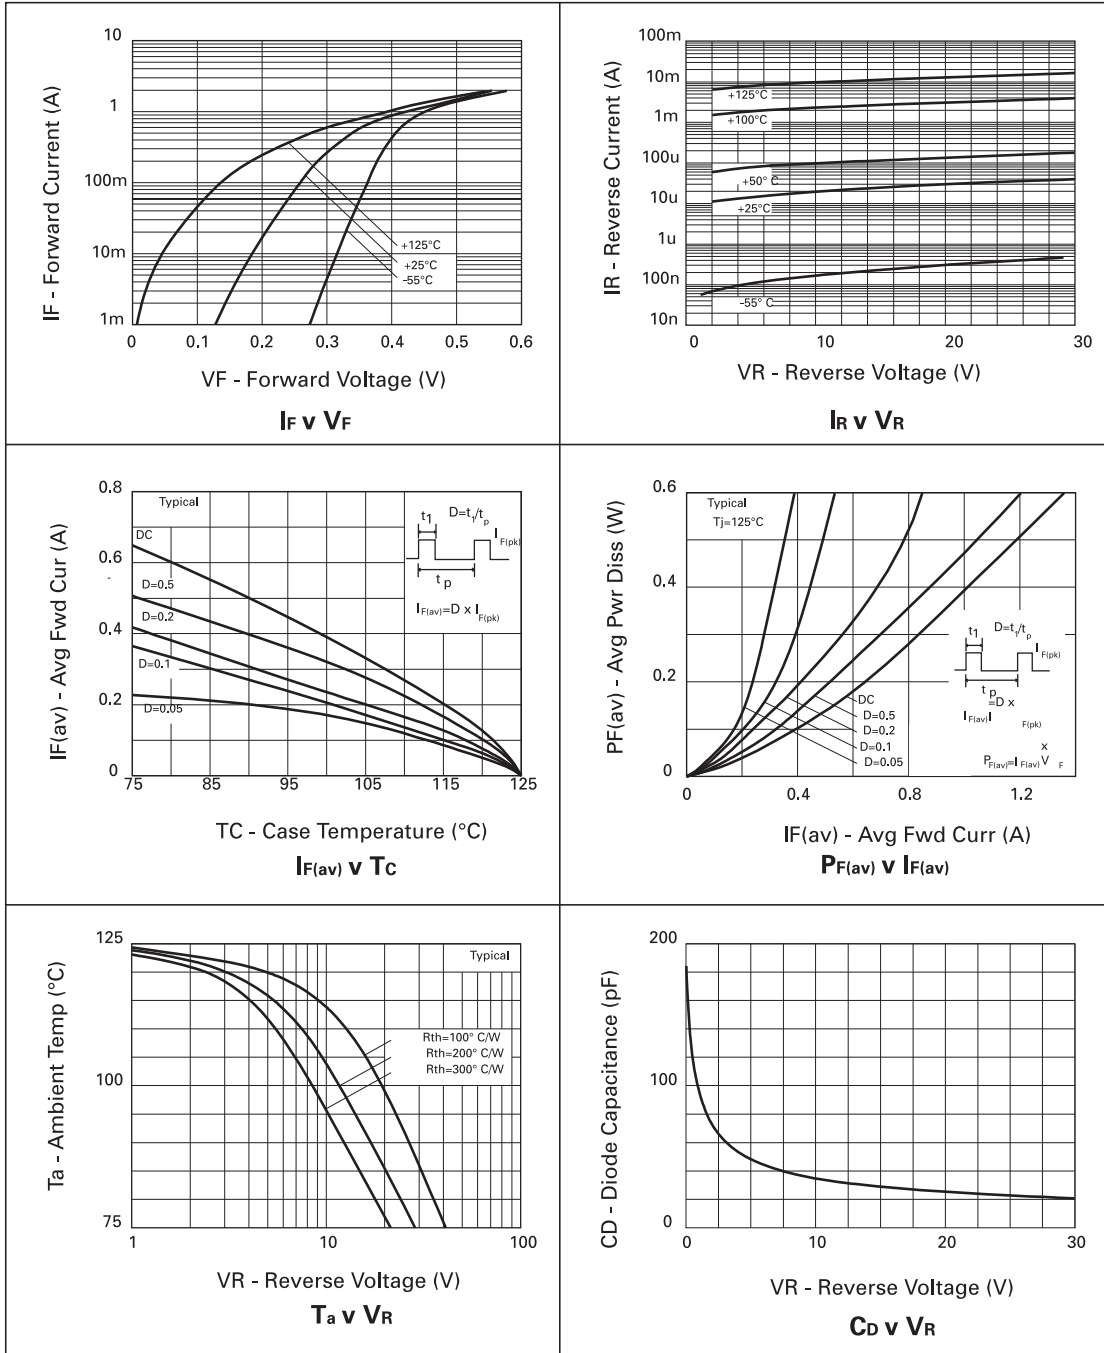 IF - Forward Current (A)
10
1
100m
10m
1m
+125°C
+25°C
-55°C
0 0.1 0.2 0.3 0.4 0.5 0.6
VF - Forward Voltage (V)
IF v VF
IR - Reverse Current (A)
100m
10m
1m
100u
10u
1u
100n
10n
+125°C
+100°C
+50° C
+25°C
-55° C
0 10 20 30
VR - Reverse Voltage (V)
IR v VR
IF(av) - Avg Fwd Cur (A)
0.8
0.6
0.4
0.2
0
Typical
DC
D=0.5
D=0.2
D=0.1
D=0.05
t1 D=t1/tp
IF(pk)
tp
IF(av)=D x IF(pk)
75 85 95 105 115 125
TC - Case Temperature (°C)
IF(av) v TC
PF(av) - Avg Pwr Diss (W)
0.6
0.4
0.2
0
Typical
Tj=125°C
DC
D=0.5
D=0.2
D=0.1
D=0.05
t1 D=t1/tp
IF(pk)
tp
=D x
IF(av)I F(pk)
x
PF(av)=IF(av)V F
0 0.4 0.8 1.2
IF(av) - Avg Fwd Curr (A)
PF(av) v IF(av)
Ta - Ambient Temp (°C)
125
100
75
Typical
Rth=100° C/W
Rth=200° C/W
Rth=300° C/W
1 10 100
VR - Reverse Voltage (V)
Ta v VR
CD - Diode Capacitance (pF)
200
100
0
0 10 20 30
VR - Reverse Voltage (V)
CD v VR